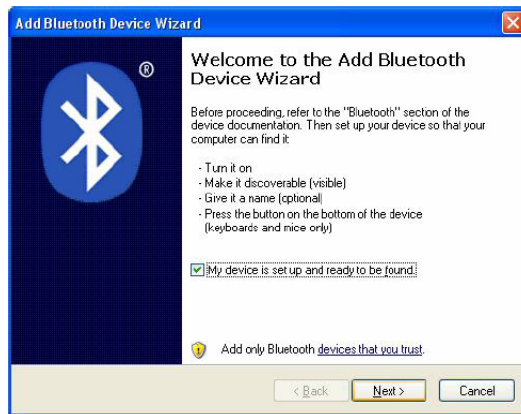 Add Bluetooth Device Wizard
®
Welcome to the Add Bluetooth
Device Wizard
Before proceeding, refer to the "Bluetooth" section of the
device documentation. Then set up your device so that your
computer can find it:
- Turn it on
- Make it discoverable (visible)
- Give it a name (optional)
- Press the button on the bottom of the device
(keyboards and mice only)
My device is set up and ready to be found.
Add only Bluetooth devices that you trust.
< Back
Next >
Cancel